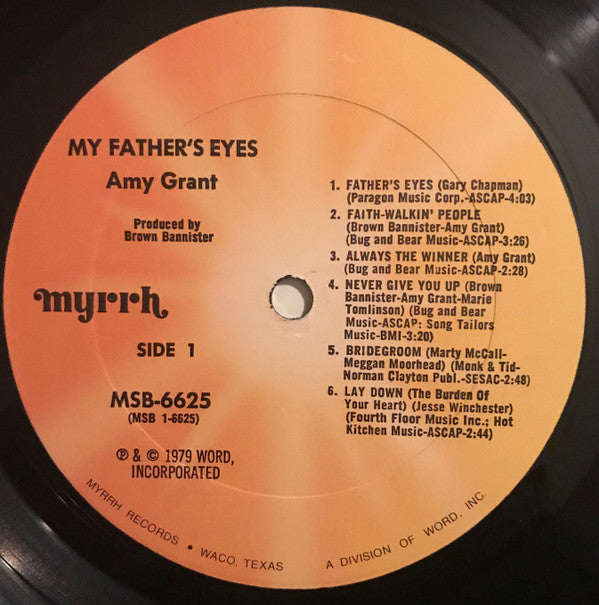 MY FATHER'S EYES
Amy Grant
Produced by
Brown Bannister
myrrh.
SIDE 1
MSB-6625
(MSB 1-6625)
℗ & © 1979 WORD,
INCORPORATED
1. FATHER'S EYES (Gary Chapman)
(Paragon Music Corp.-ASCAP-4:03)
2. FAITH-WALKIN' PEOPLE
(Brown Bannister-Amy Grant)
(Bug and Bear Music-ASCAP-3:26)
3. ALWAYS THE WINNER (Amy Grant)
(Bug and Bear Music-ASCAP-2:28)
4. NEVER GIVE YOU UP (Brown
Bannister-Amy Grant-Marie
Tomlinson) (Bug and Bear
Music-ASCAP; Song Tailors
Music-BMI-3:20)
5. BRIDEGROOM (Marty McCall-
Meggan Moorhead) (Monk & Tid-
Norman Clayton Publ.-SESAC-2:48)
6. LAY DOWN (The Burden Of
Your Heart) (Jesse Winchester)
(Fourth Floor Music Inc.; Hot
Kitchen Music-ASCAP-2:44)
MYRRH RECORDS • WACO, TEXAS A DIVISION OF WORD, INC.